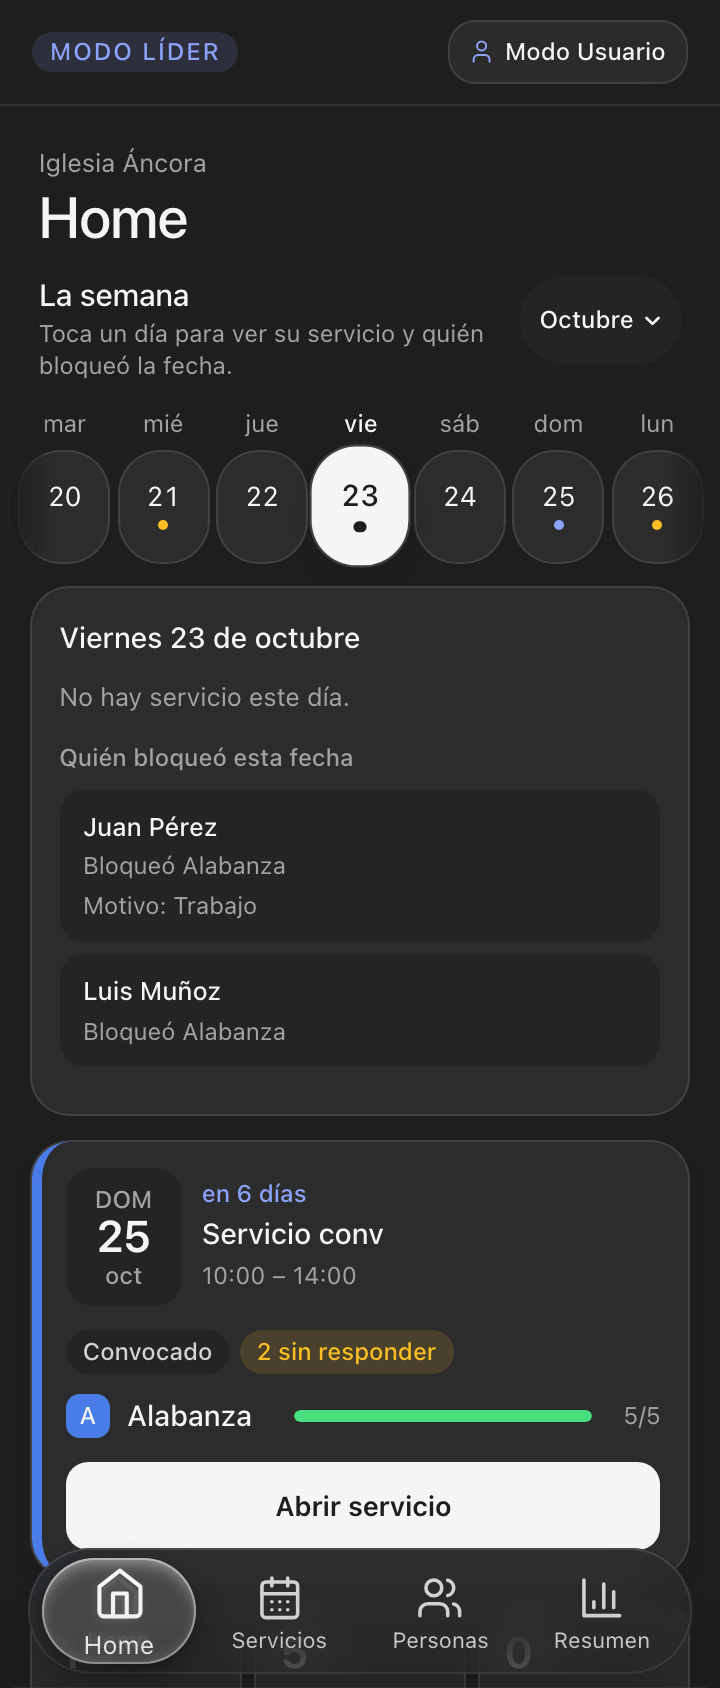 MODO LÍDER
Modo Usuario
Iglesia Áncora
Home
La semana
Toca un día para ver su servicio y quién
bloqueó la fecha.
Octubre
mar mié jue vie sáb dom lun
20 21 22 23 24 25 26
Viernes 23 de octubre
No hay servicio este día.
Quién bloqueó esta fecha
Juan Pérez
Bloqueó Alabanza
Motivo: Trabajo
Luis Muñoz
Bloqueó Alabanza
DOM
25
oct
en 6 días
Servicio conv
10:00 – 14:00
Convocado
2 sin responder
A Alabanza 5/5
Abrir servicio
Home Servicios Personas Resumen
5 0